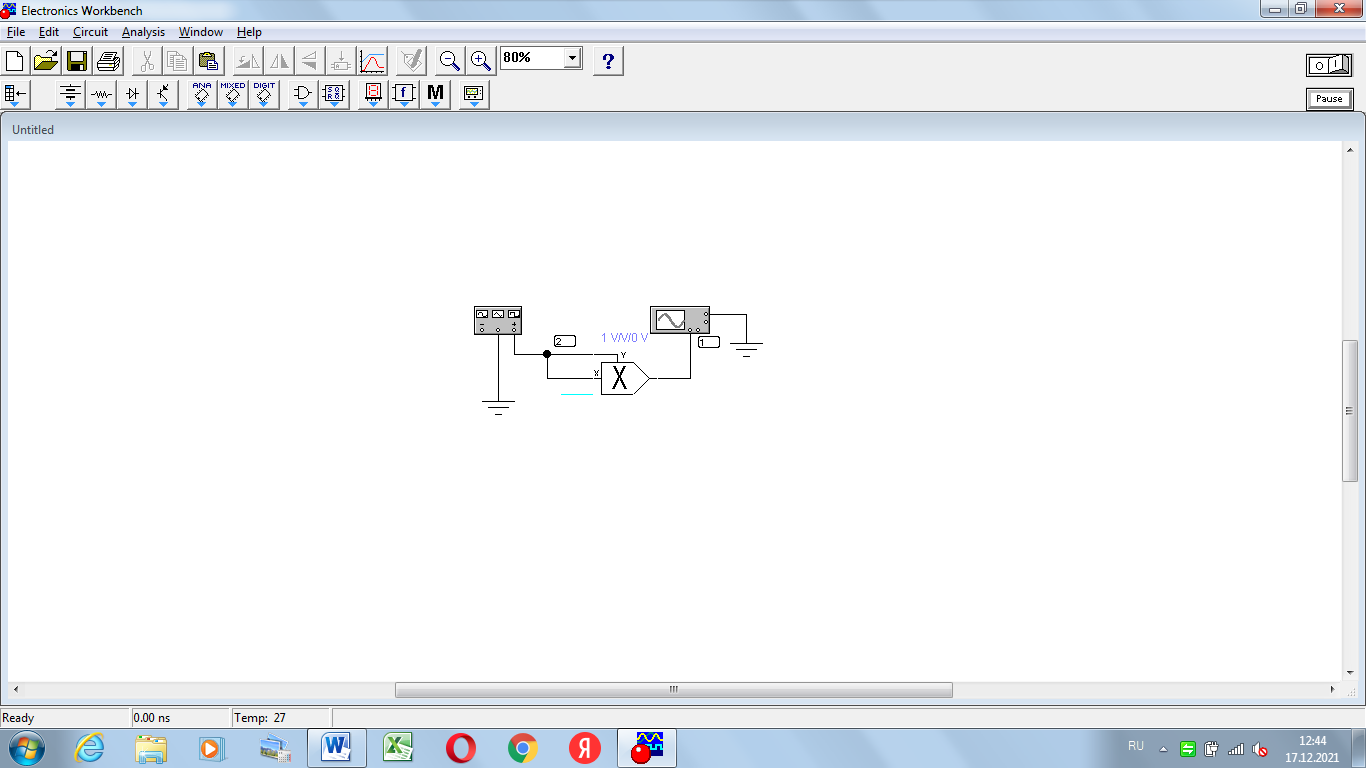 Electronics Workbench
File Edit Circuit Analysis Window Help
80%
?
ANA MIXED DIGIT
f M
Pause
Untitled
2
1 V/V/0 V
1
Y
X
X
Ready 0.00 ns Temp: 27
RU
12:44
17.12.2021